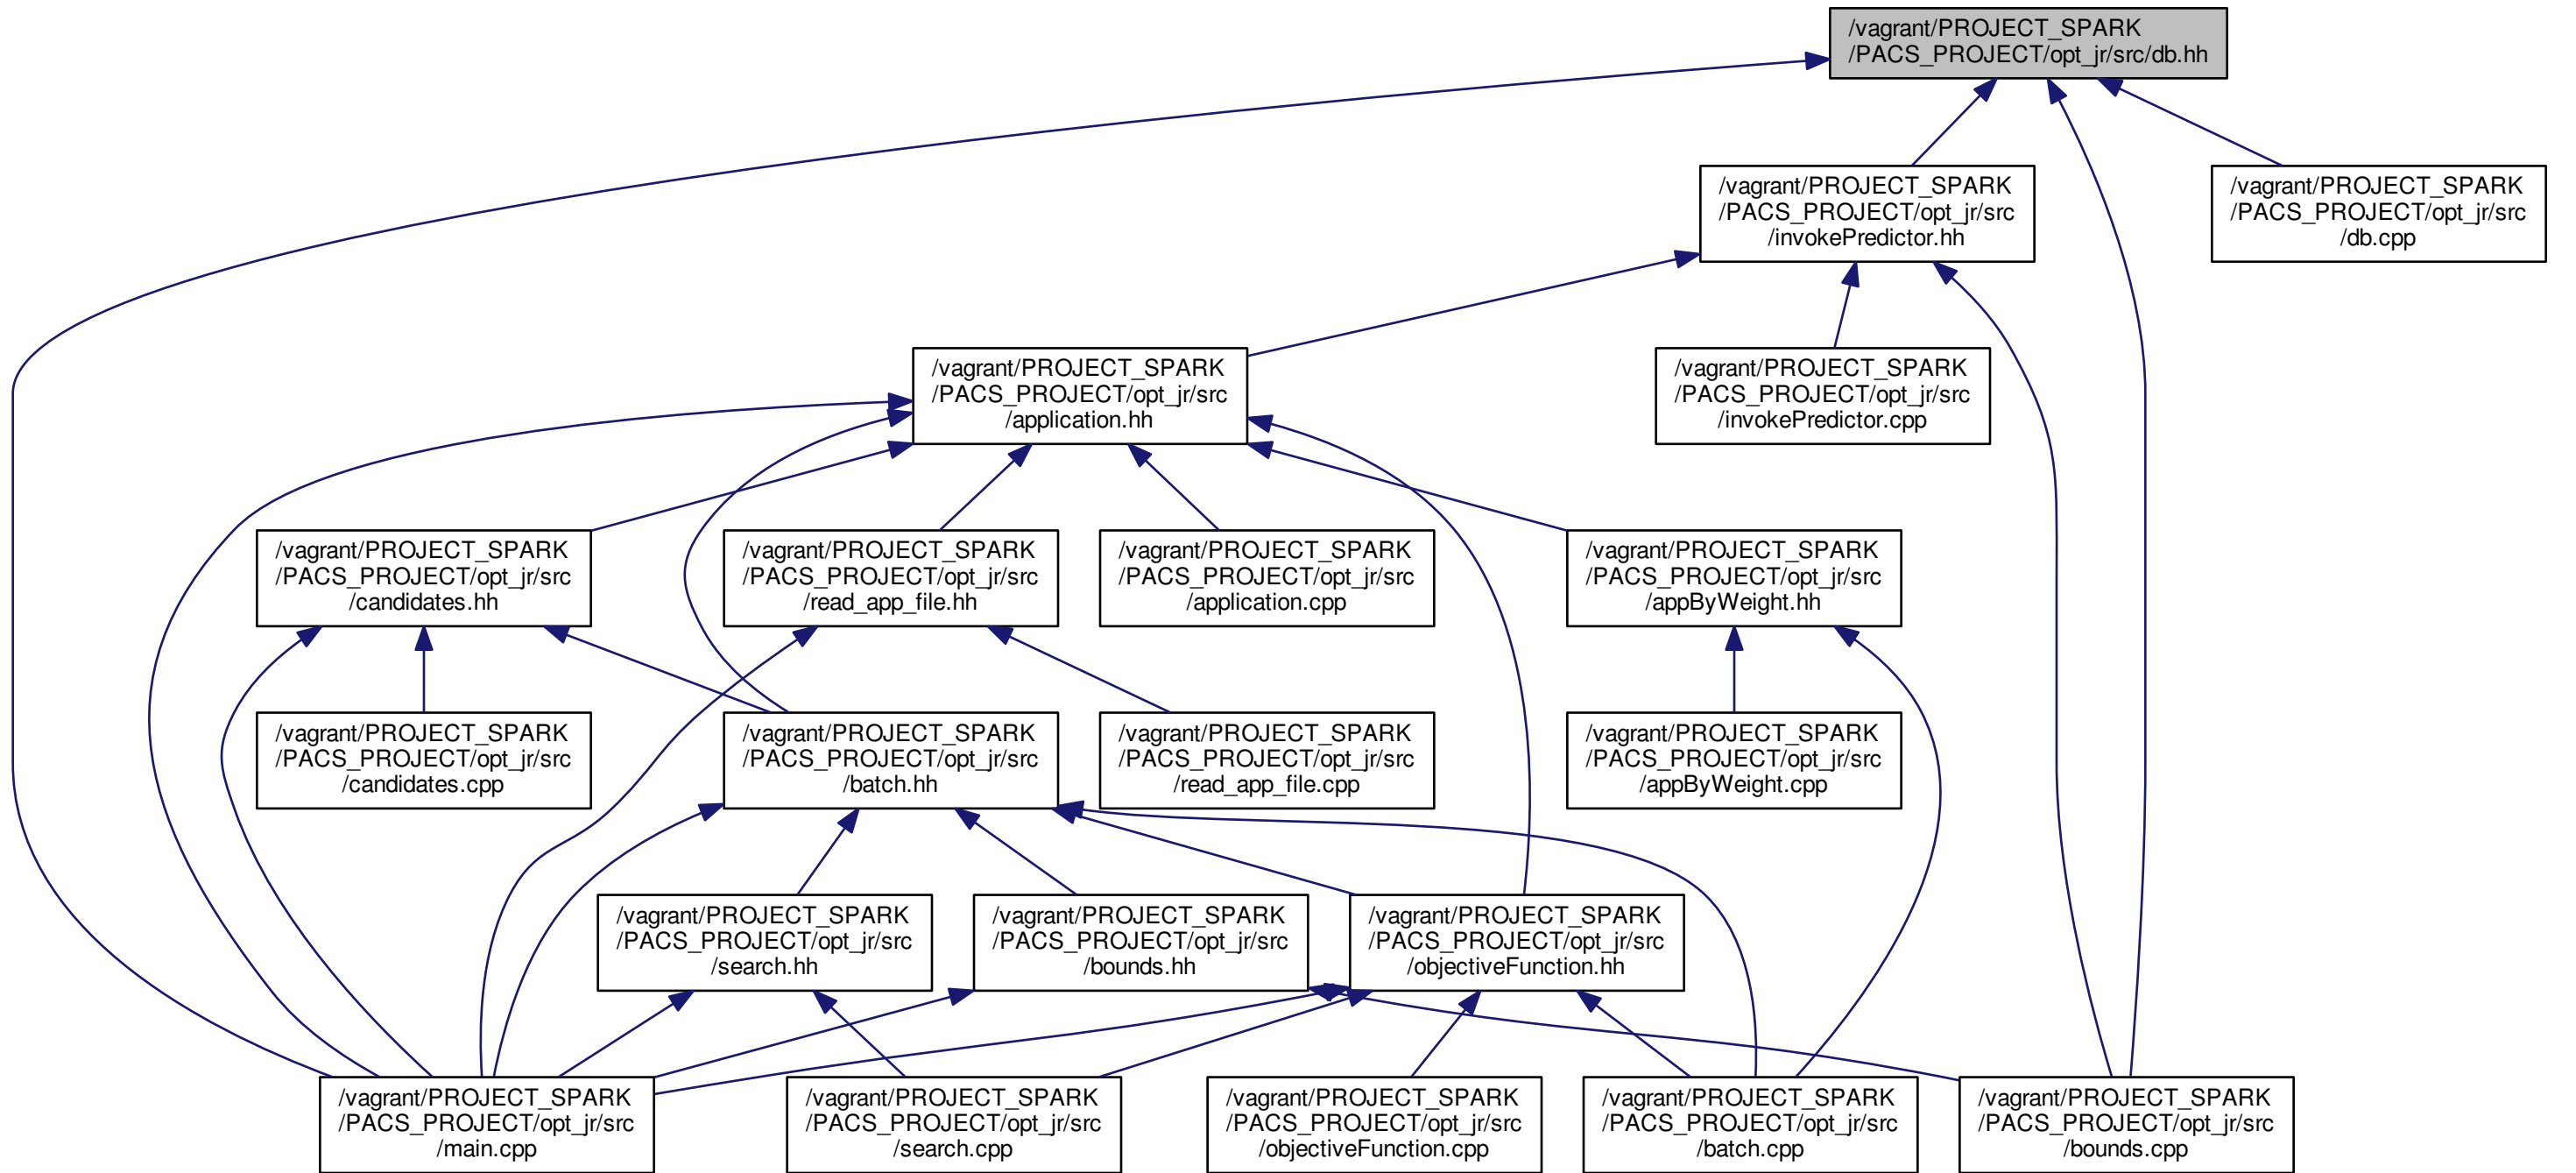 /vagrant/PROJECT_SPARK
/PACS_PROJECT/opt_jr/src/db.hh
/vagrant/PROJECT_SPARK
/PACS_PROJECT/opt_jr/src
/invokePredictor.hh
/vagrant/PROJECT_SPARK
/PACS_PROJECT/opt_jr/src
/db.cpp
/vagrant/PROJECT_SPARK
/PACS_PROJECT/opt_jr/src
/application.hh
/vagrant/PROJECT_SPARK
/PACS_PROJECT/opt_jr/src
/invokePredictor.cpp
/vagrant/PROJECT_SPARK
/PACS_PROJECT/opt_jr/src
/candidates.hh
/vagrant/PROJECT_SPARK
/PACS_PROJECT/opt_jr/src
/read_app_file.hh
/vagrant/PROJECT_SPARK
/PACS_PROJECT/opt_jr/src
/application.cpp
/vagrant/PROJECT_SPARK
/PACS_PROJECT/opt_jr/src
/appByWeight.hh
/vagrant/PROJECT_SPARK
/PACS_PROJECT/opt_jr/src
/candidates.cpp
/vagrant/PROJECT_SPARK
/PACS_PROJECT/opt_jr/src
/batch.hh
/vagrant/PROJECT_SPARK
/PACS_PROJECT/opt_jr/src
/read_app_file.cpp
/vagrant/PROJECT_SPARK
/PACS_PROJECT/opt_jr/src
/appByWeight.cpp
/vagrant/PROJECT_SPARK
/PACS_PROJECT/opt_jr/src
/search.hh
/vagrant/PROJECT_SPARK
/PACS_PROJECT/opt_jr/src
/bounds.hh
/vagrant/PROJECT_SPARK
/PACS_PROJECT/opt_jr/src
/objectiveFunction.hh
/vagrant/PROJECT_SPARK
/PACS_PROJECT/opt_jr/src
/main.cpp
/vagrant/PROJECT_SPARK
/PACS_PROJECT/opt_jr/src
/search.cpp
/vagrant/PROJECT_SPARK
/PACS_PROJECT/opt_jr/src
/objectiveFunction.cpp
/vagrant/PROJECT_SPARK
/PACS_PROJECT/opt_jr/src
/batch.cpp
/vagrant/PROJECT_SPARK
/PACS_PROJECT/opt_jr/src
/bounds.cpp